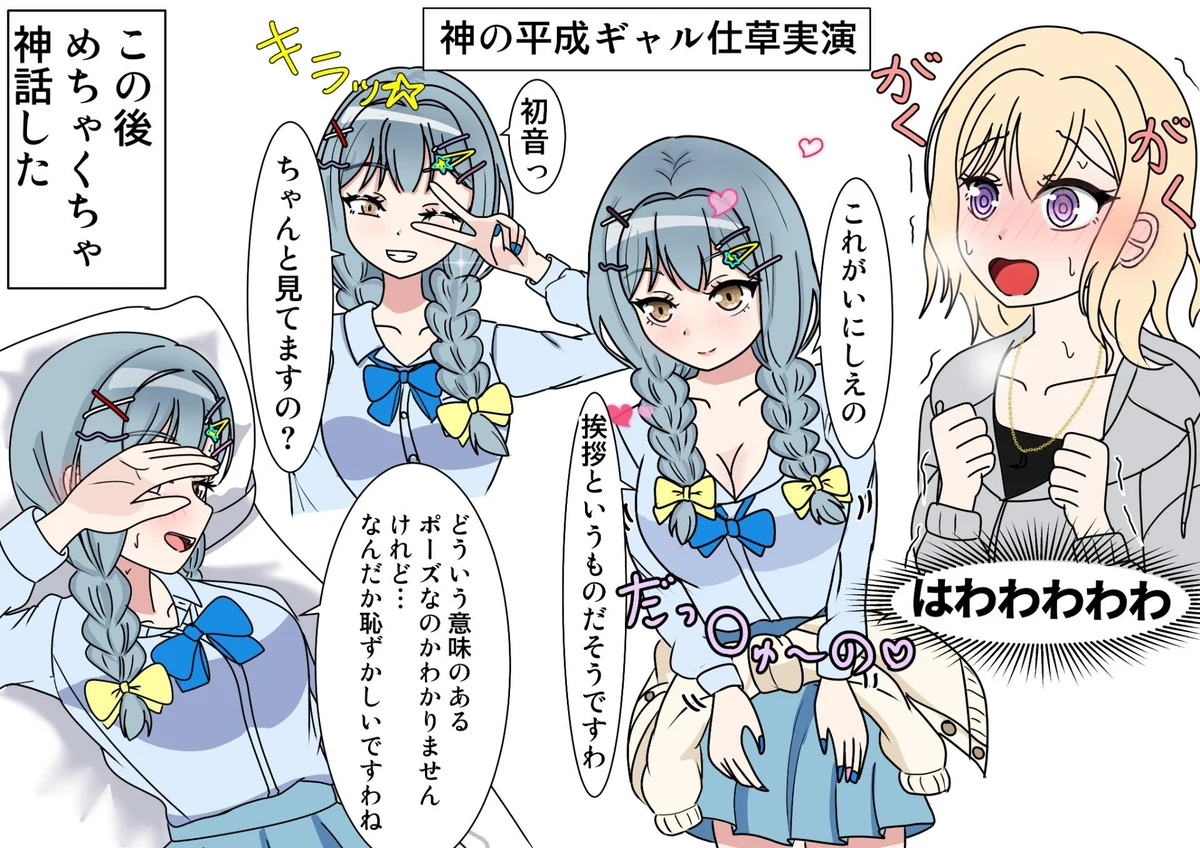 神の平成ギャル仕草実演
がく
がく
はわわわわわ
これがいにしえの
挨拶というものだそうですわ
だっ〇ゅ〜の♡
初音っ
キラッ☆
ちゃんと見てますの？
どういう意味のある
ポーズなのかわかりません
けれど…
なんだか恥ずかしいですわね
この後
めちゃくちゃ
神話した